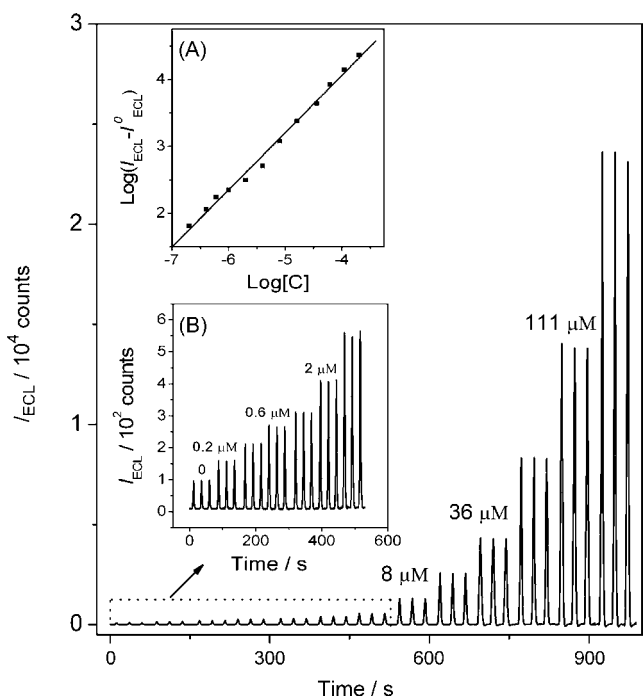 3
2
1
0
I_ECL / 10^4 counts
0 300 600 900
Time / s
(A)
4
3
2
Log(I_ECL-I^0_ECL)
-7 -6 -5 -4
Log[C]
(B)
6
5
4
3
2
1
0
I_ECL / 10^2 counts
2 μM
0.6 μM
0.2 μM
0
0 200 400 600
Time / s
111 μM
36 μM
8 μM